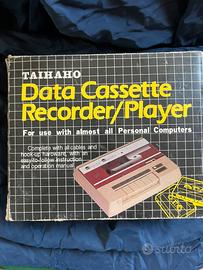 TAIHAHO
Data Cassette
Recorder/Player
For use with almost all Personal Computers
Complete with all cables and
hook-up hardware, with an
easy-to-follow instruction
and operation manual
subito